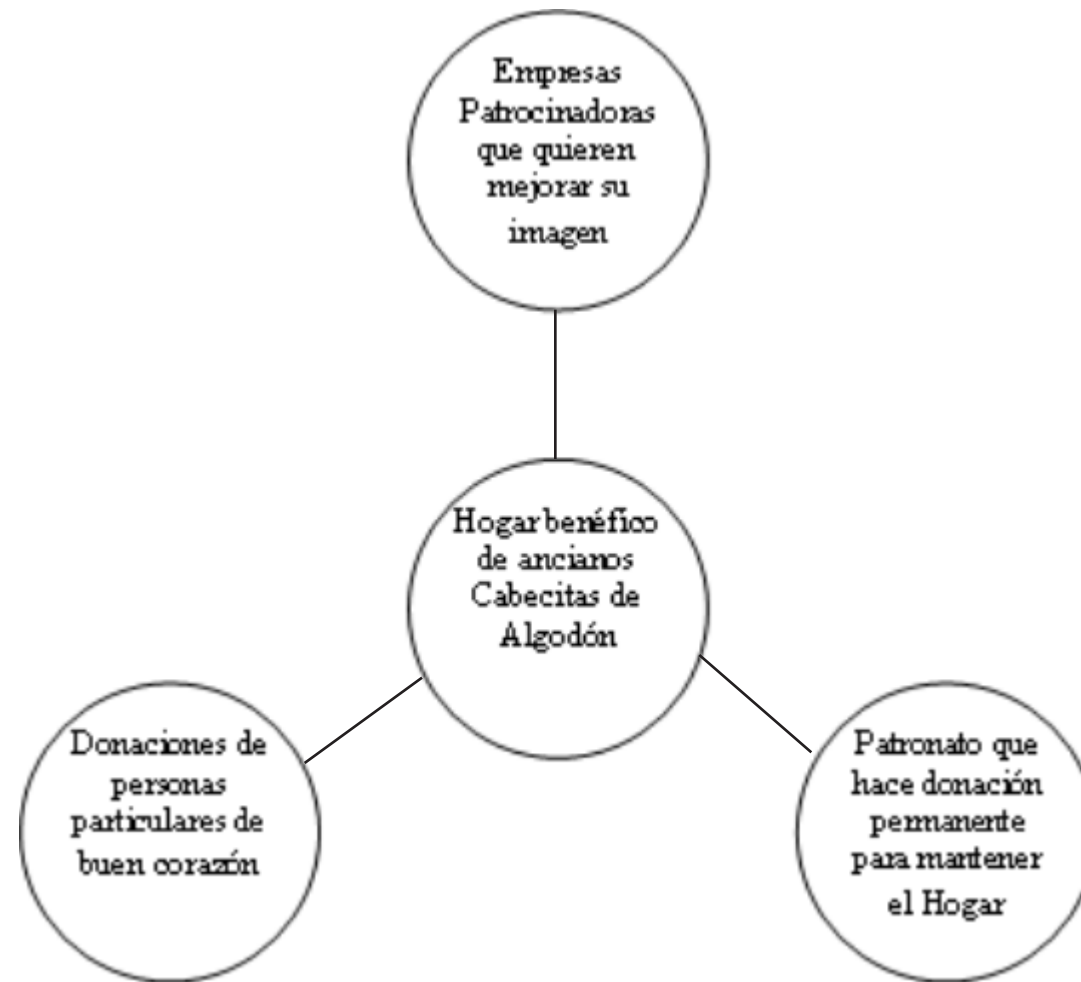 Empresas
Patrocinadoras
que quieren
mejorar su
imagen
Hogar benéfico
de ancianos
Cabecitas de
Algodón
Donaciones de
personas
particulares de
buen corazón
Patronato que
hace donación
permanente
para mantener
el Hogar